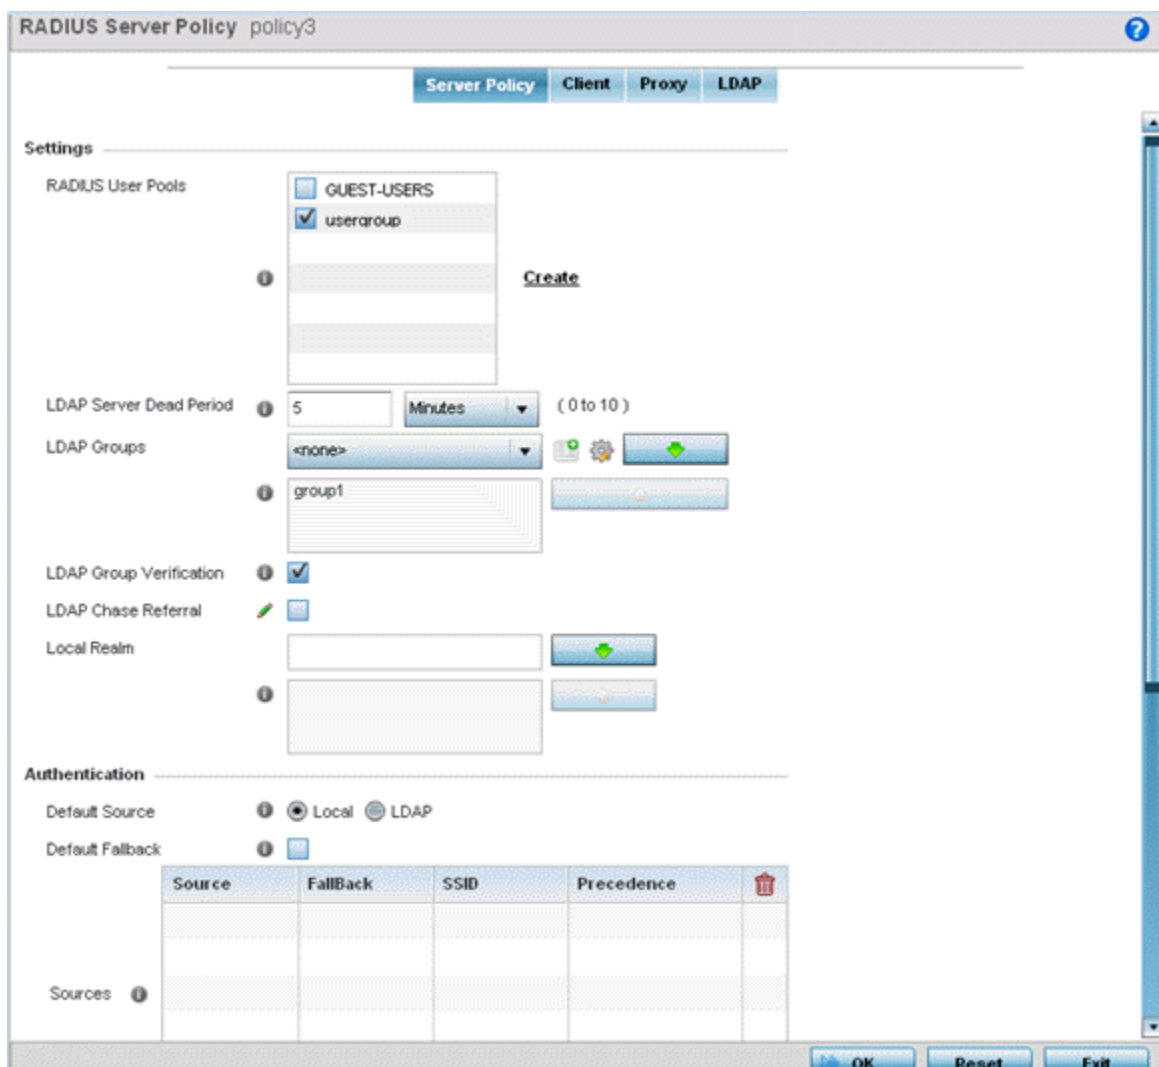 RADIUS Server Policy policy3
?
Server Policy Client Proxy LDAP
Settings
RADIUS User Pools
GUEST-USERS
usergroup
Create
LDAP Server Dead Period 5 Minutes ( 0 to 10 )
LDAP Groups <none>
group1
LDAP Group Verification
LDAP Chase Referral
Local Realm
Authentication
Default Source Local LDAP
Default Fallback
Source FallBack SSID Precedence
Sources
OK Reset Exit